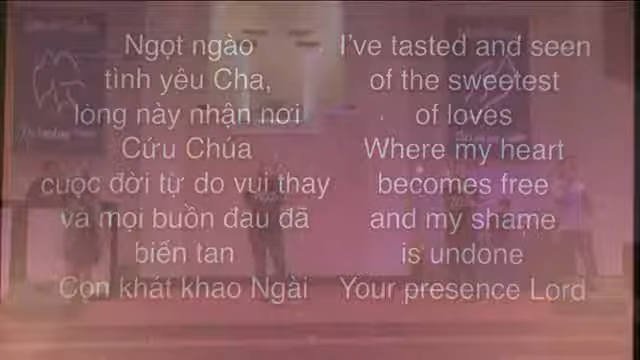 Ngọt ngào
tình yêu Cha,
lòng này nhận nơi
Cứu Chúa
cuộc đời từ do vui thay
và mọi buồn đau đã
biến tan
Con khát khao Ngài
I've tasted and seen
of the sweetest
of loves
Where my heart
becomes free
and my shame
is undone
Your presence Lord